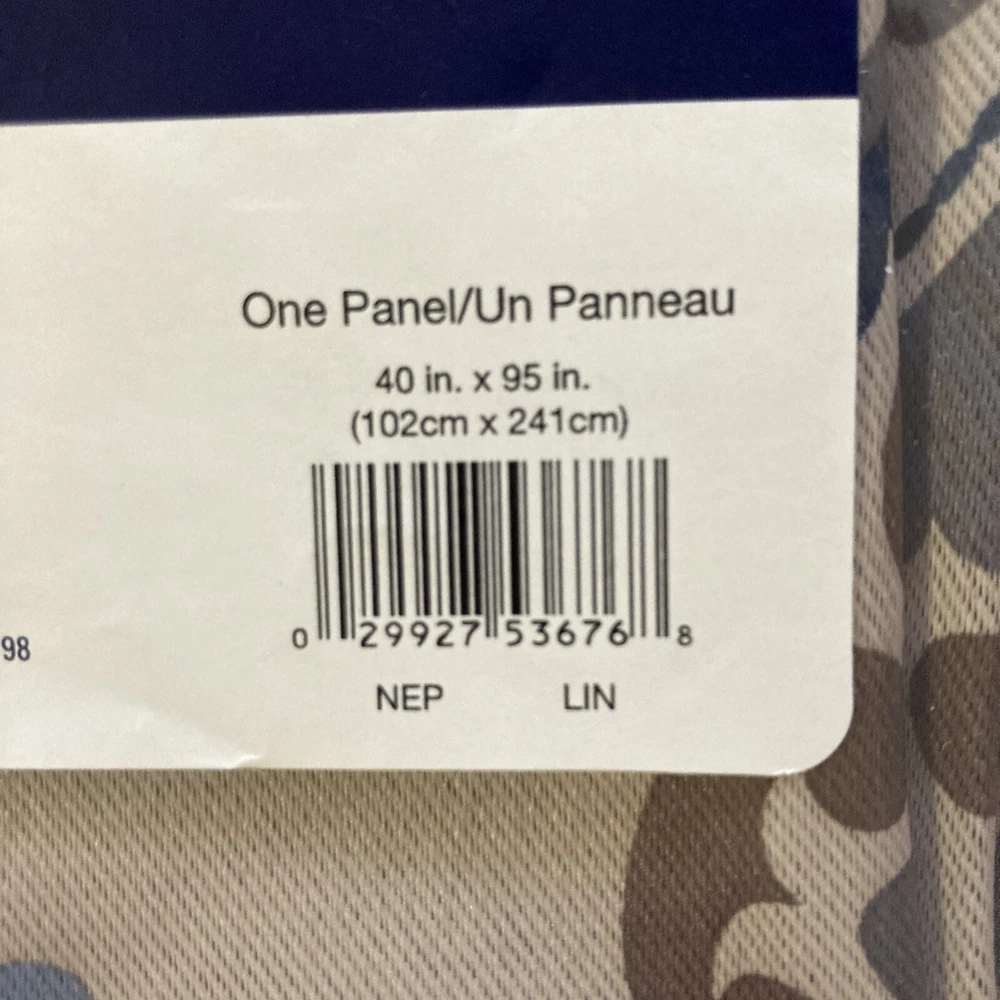 One Panel/Un Panneau
40 in. x 95 in.
(102cm x 241cm)
0 29927 53676 8
98
NEP LIN